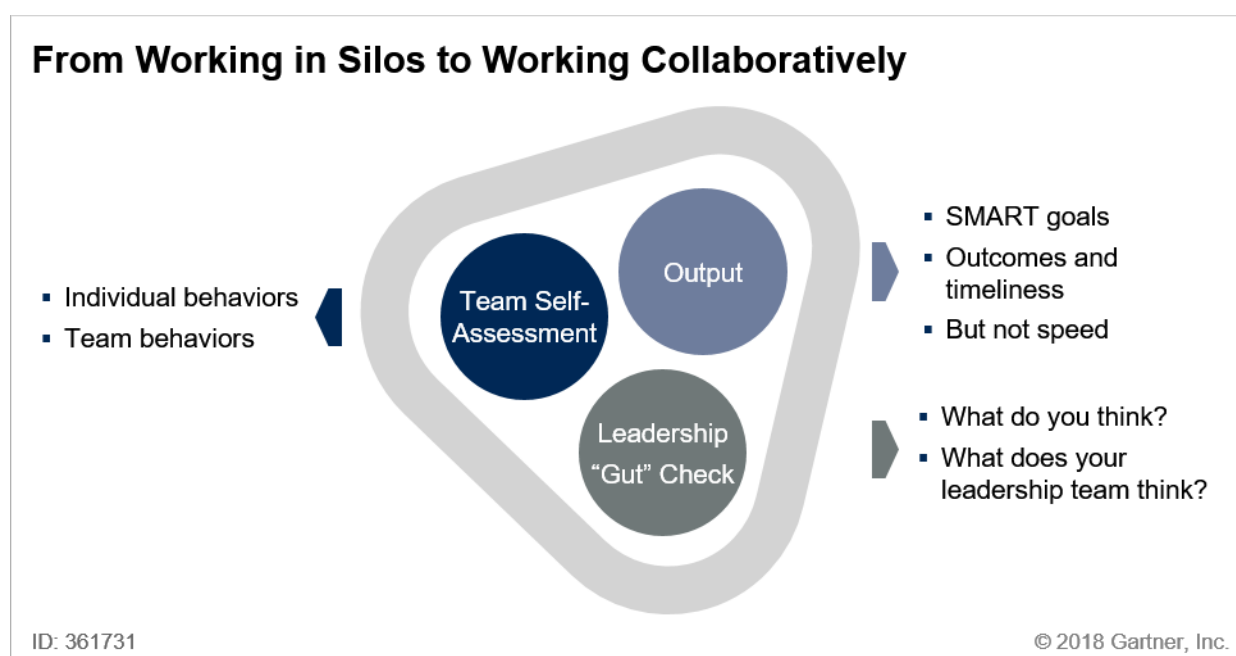 From Working in Silos to Working Collaboratively
▪ Individual behaviors
▪ Team behaviors
Team Self-
Assessment
Output
Leadership
“Gut” Check
▪ SMART goals
▪ Outcomes and
timeliness
▪ But not speed
▪ What do you think?
▪ What does your
leadership team think?
ID: 361731
© 2018 Gartner, Inc.